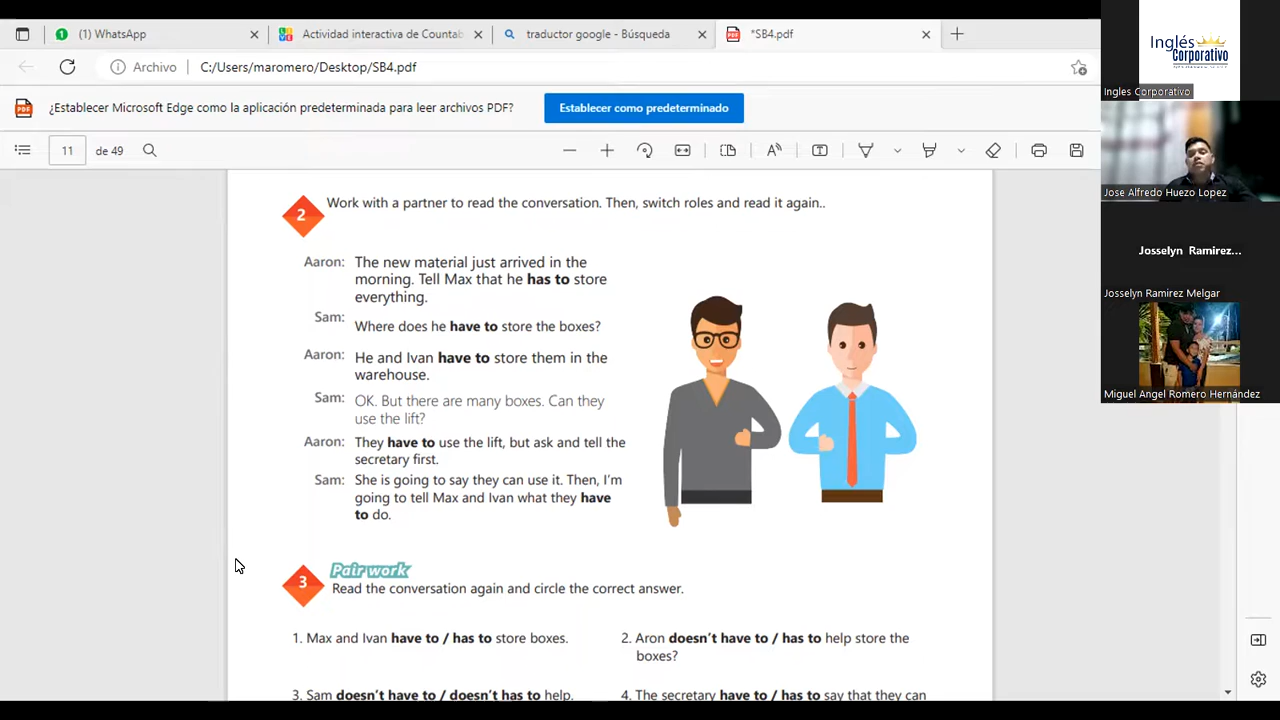 (1) WhatsApp
Actividad interactiva de Countab
traductor google - Búsqueda
*SB4.pdf
Archivo
C:/Users/maromero/Desktop/SB4.pdf
¿Establecer Microsoft Edge como la aplicación predeterminada para leer archivos PDF?
Establecer como predeterminado
11 de 49
2
Work with a partner to read the conversation. Then, switch roles and read it again..
Aaron: The new material just arrived in the
morning. Tell Max that he has to store
everything.
Sam: Where does he have to store the boxes?
Aaron: He and Ivan have to store them in the
warehouse.
Sam: OK. But there are many boxes. Can they
use the lift?
Aaron: They have to use the lift, but ask and tell the
secretary first.
Sam: She is going to say they can use it. Then, I'm
going to tell Max and Ivan what they have
to do.
3
Pair work
Read the conversation again and circle the correct answer.
1. Max and Ivan have to / has to store boxes.
2. Aron doesn't have to / has to help store the
boxes?
3. Sam doesn't have to / doesn't has to help.
4. The secretary have to / has to say that they can
Inglés
Corporativo
Ingles Corporativo
Jose Alfredo Huezo Lopez
Josselyn Ramirez...
Josselyn Ramirez Melgar
Miguel Angel Romero Hernández